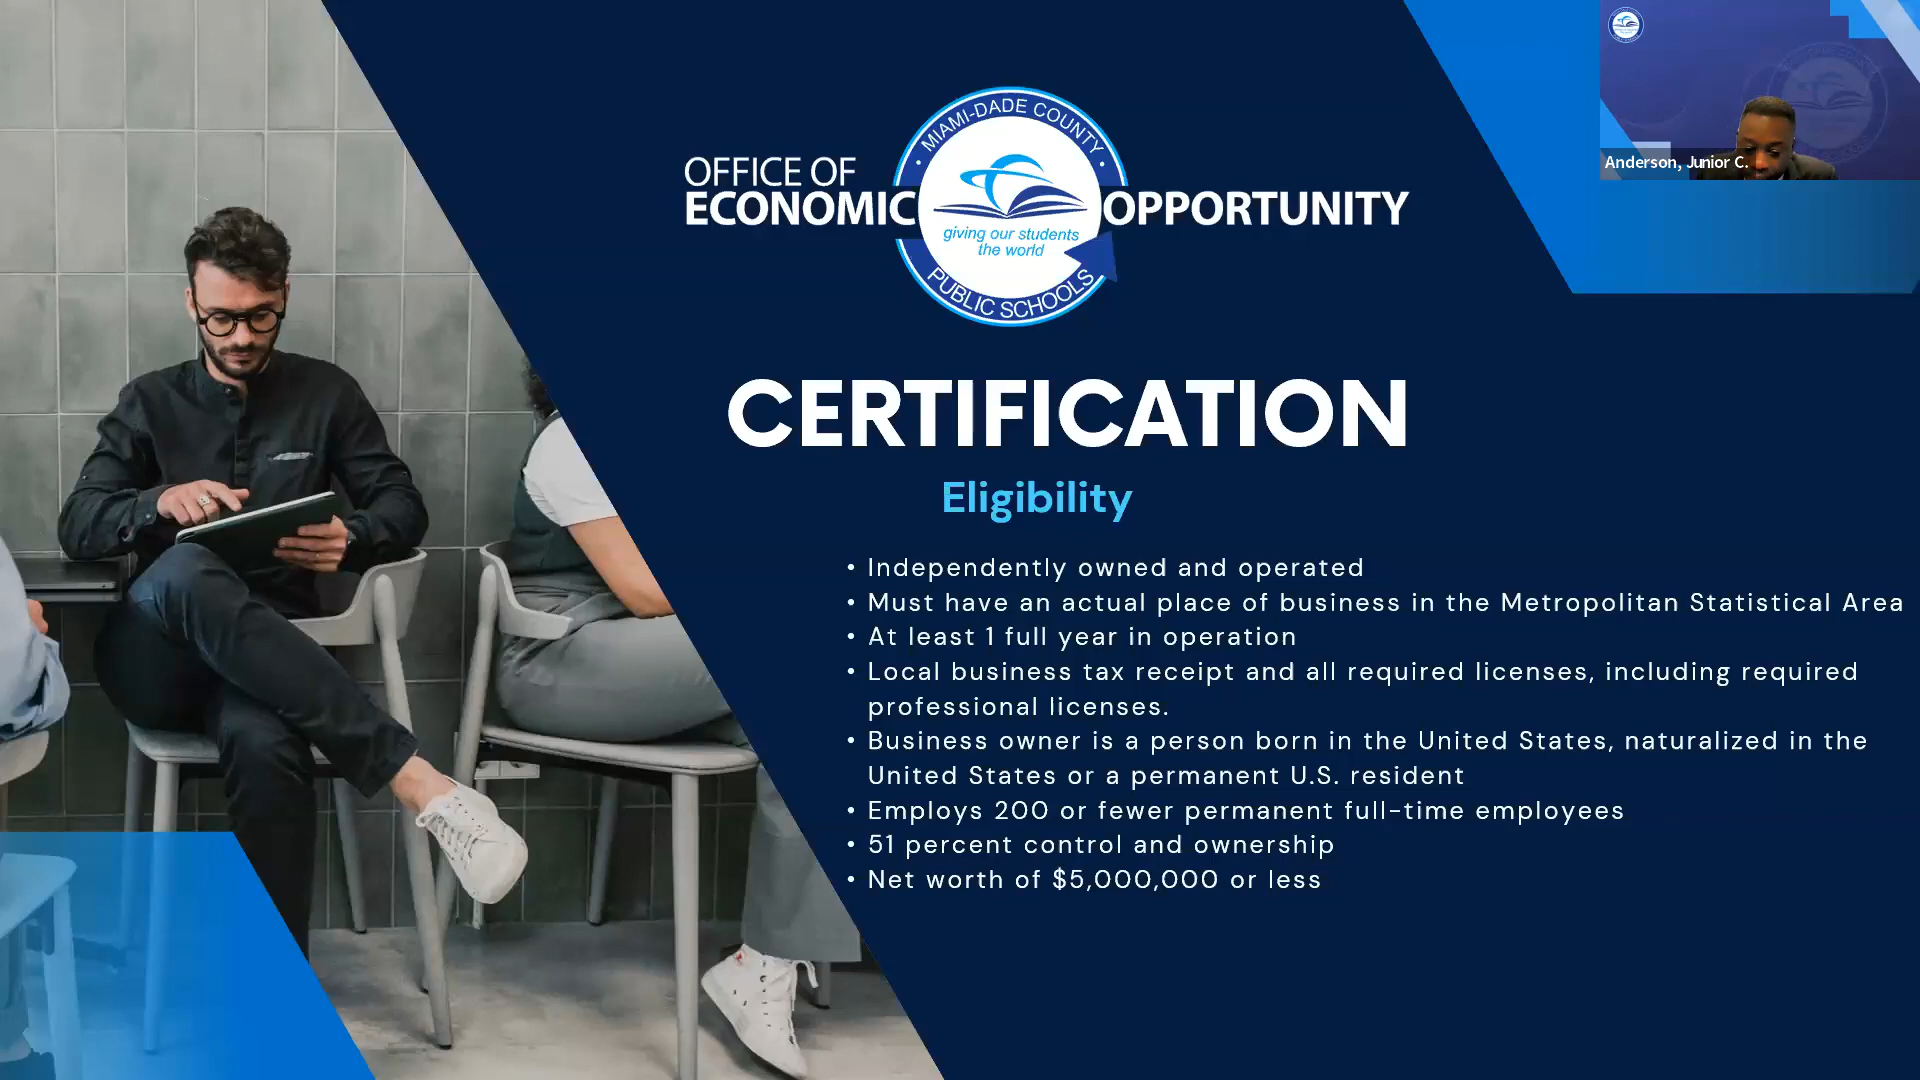 OFFICE OF
ECONOMIC OPPORTUNITY
MIAMI-DADE COUNTY
giving our students
the world
PUBLIC SCHOOLS
Anderson, Junior C.
CERTIFICATION
Eligibility
• Independently owned and operated
• Must have an actual place of business in the Metropolitan Statistical Area
• At least 1 full year in operation
• Local business tax receipt and all required licenses, including required
professional licenses.
• Business owner is a person born in the United States, naturalized in the
United States or a permanent U.S. resident
• Employs 200 or fewer permanent full-time employees
• 51 percent control and ownership
• Net worth of $5,000,000 or less